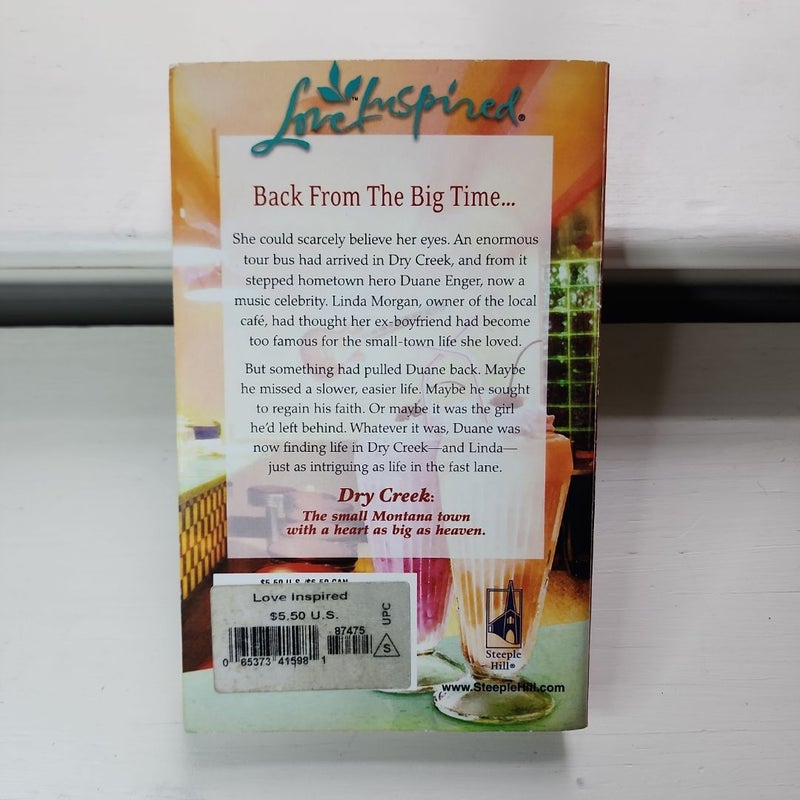 Love Inspired®
Back From The Big Time...
She could scarcely believe her eyes. An enormous
tour bus had arrived in Dry Creek, and from it
stepped hometown hero Duane Enger, now a
music celebrity. Linda Morgan, owner of the local
café, had thought her ex-boyfriend had become
too famous for the small-town life she loved.
But something had pulled Duane back. Maybe
he missed a slower, easier life. Maybe he sought
to regain his faith. Or maybe it was the girl
he'd left behind. Whatever it was, Duane was
now finding life in Dry Creek—and Linda—
just as intriguing as life in the fast lane.
Dry Creek:
The small Montana town
with a heart as big as heaven.
$5.50 U.S./$6.50 CAN.
Love Inspired
$5.50 U.S.
UPC
87475
S
0 65373 41598 1
Steeple
Hill®
www.SteepleHill.com